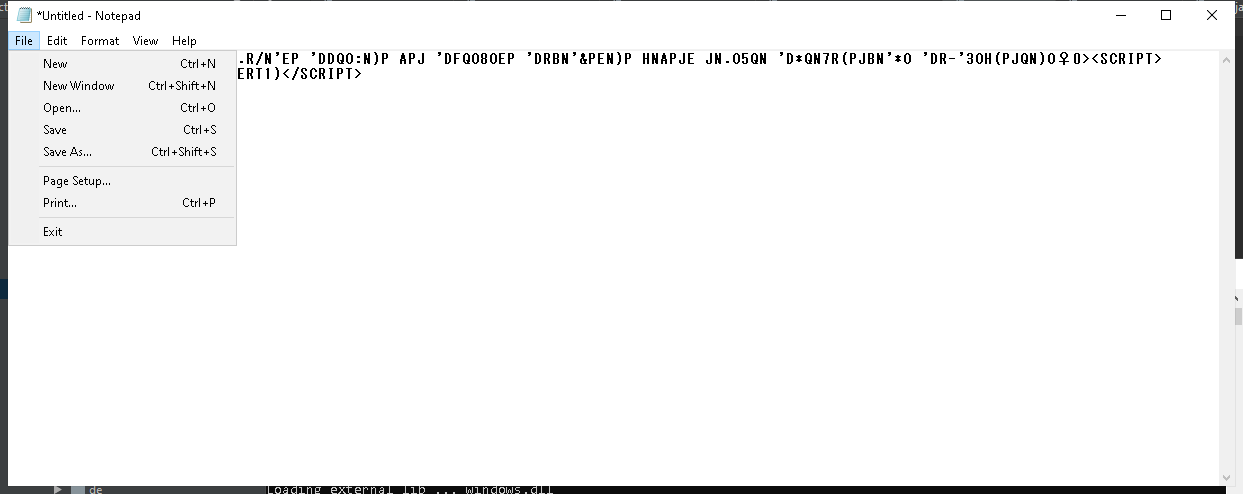 *Untitled - Notepad
File Edit Format View Help
.R/N'EP 'DDQO:N)P APJ 'DFQO8OEP 'DRBN'&PEN)P HNAPJE JN.O5QN 'D*QN7R(PJBN'*O 'DR-'3OH(PJQN)O♀O><SCRIPT>
ERT1)</SCRIPT>
New Ctrl+N
New Window Ctrl+Shift+N
Open... Ctrl+O
Save Ctrl+S
Save As... Ctrl+Shift+S
Page Setup...
Print... Ctrl+P
Exit
de Loading external lib ... windows.dll